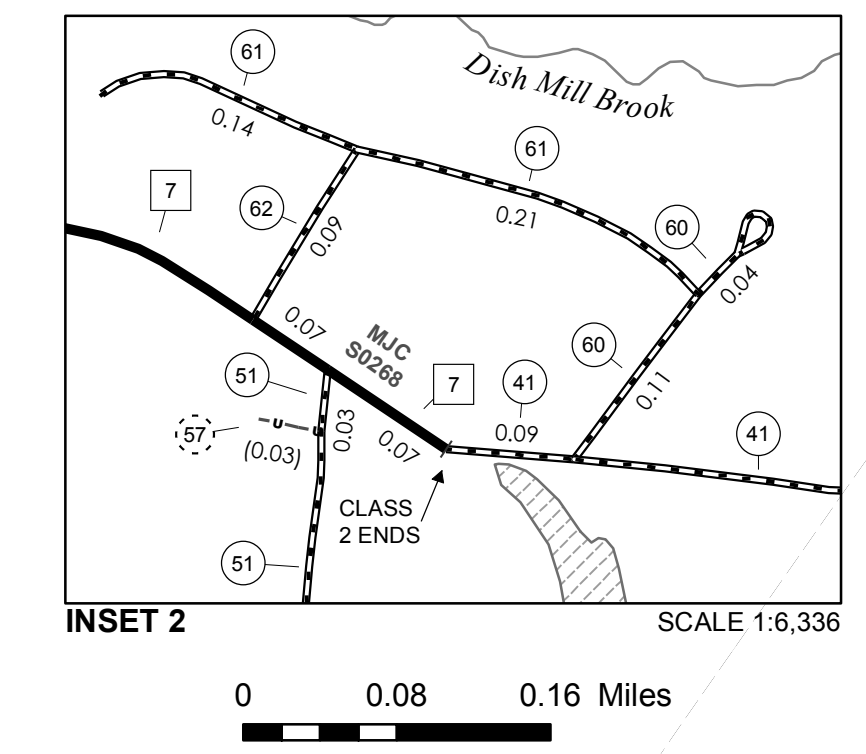 61
Dish Mill Brook
0.14
61
7
62
0.21
60
0.09
0.04
0.07
MJC
S0268
60
51
7
41
0.11
57
0.03
0.09
41
(0.03)
0.07
CLASS
2 ENDS
51
INSET 2
SCALE 1:6,336
0 0.08 0.16 Miles